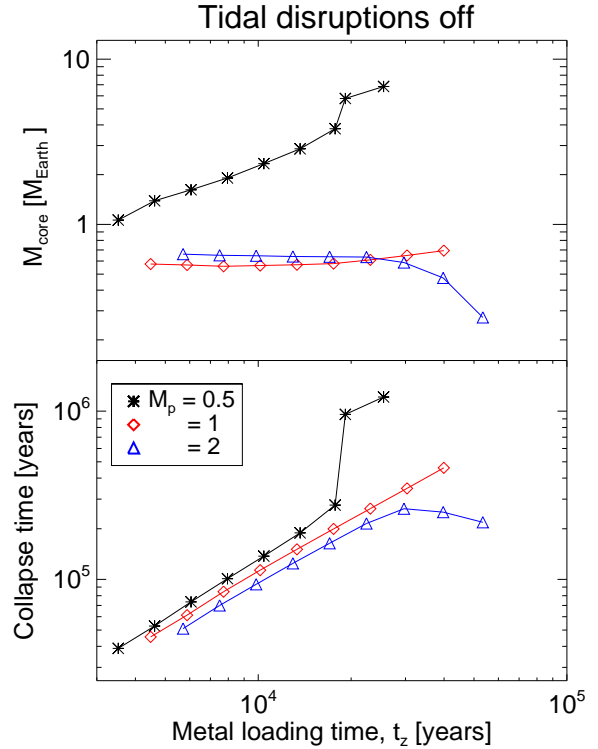 Tidal disruptions off
10
1
M_core [M_Earth]
10^6
10^5
Collapse time [years]
M_p = 0.5
= 1
= 2
10^4
10^5
Metal loading time, t_z [years]